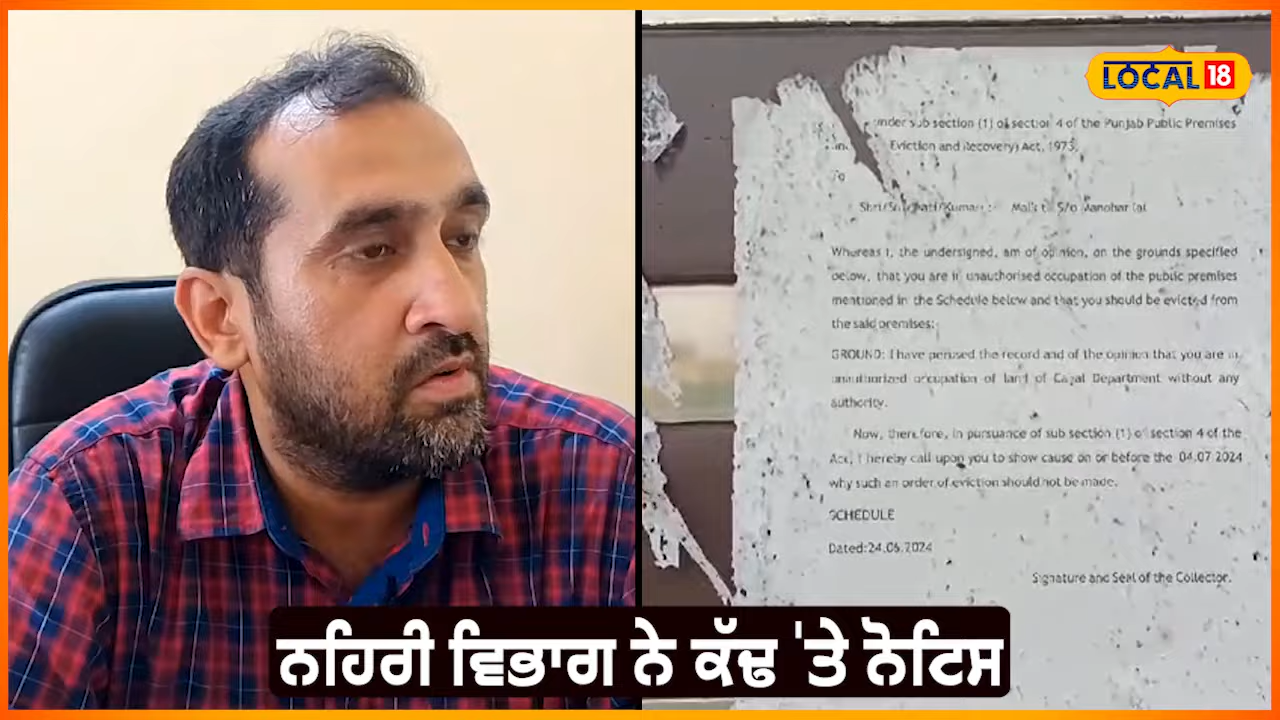 LOCAL 18
under sub section (1) of section 4 of the Punjab Public Premises
Eviction and Recovery) Act, 1973.
To
S/o Manohar lal
Whereas I, the undersigned, am of opinion, on the grounds specified
below, that you are in unauthorised occupation of the public premises
mentioned in the Schedule below and that you should be evicted from
the said premises:
GROUND: I have perused the record and of the opinion that you are in
unauthorized occupation of land of Canal Department without any
authority.
Now, therefore, in pursuance of sub section (1) of section 4 of the
Act, I hereby call upon you to show cause on or before the 04.07.2024
why such an order of eviction should not be made.
SCHEDULE
Dated:24.06.2024
Signature and Seal of the Collector.
ਨਹਿਰੀ ਵਿਭਾਗ ਨੇ ਕੱਢ 'ਤੇ ਨੋਟਿਸ